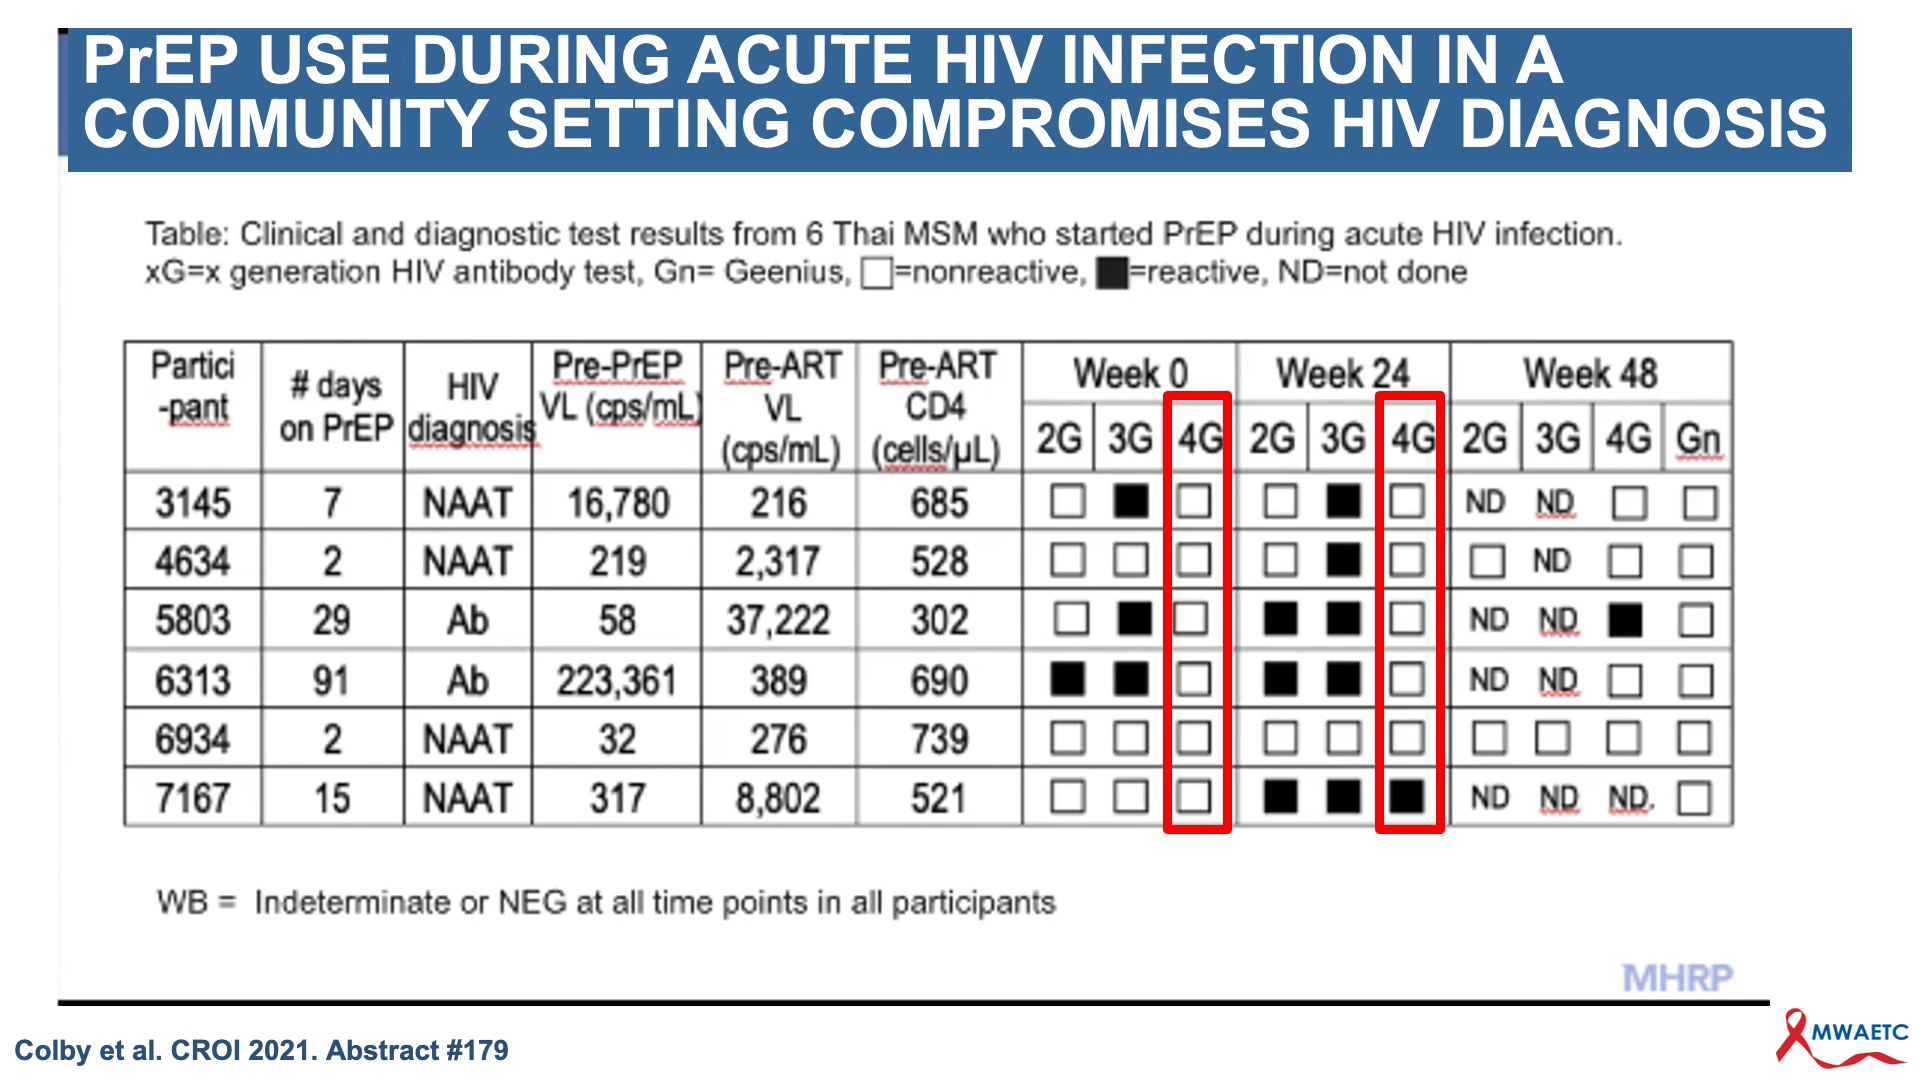 PrEP USE DURING ACUTE HIV INFECTION IN A
COMMUNITY SETTING COMPROMISES HIV DIAGNOSIS
Table: Clinical and diagnostic test results from 6 Thai MSM who started PrEP during acute HIV infection.
xG=x generation HIV antibody test, Gn= Geenius, □=nonreactive, ■=reactive, ND=not done
Partici -pant # days on PrEP HIV diagnosis Pre-PrEP VL (cps/mL) Pre-ART VL (cps/mL) Pre-ART CD4 (cells/µL) Week 0 Week 24 Week 48
2G 3G 4G 2G 3G 4G 2G 3G 4G Gn
3145 7 NAAT 16,780 216 685 □ ■ □ □ ■ □ ND ND □ □
4634 2 NAAT 219 2,317 528 □ □ □ □ ■ □ □ ND □ □
5803 29 Ab 58 37,222 302 □ ■ □ ■ ■ □ ND ND ■ □
6313 91 Ab 223,361 389 690 ■ ■ □ ■ ■ □ ND ND □ □
6934 2 NAAT 32 276 739 □ □ □ □ □ □ □ □ □ □
7167 15 NAAT 317 8,802 521 □ □ □ ■ ■ ■ ND ND ND. □
WB = Indeterminate or NEG at all time points in all participants
MHRP
Colby et al. CROI 2021. Abstract #179
MWAETC